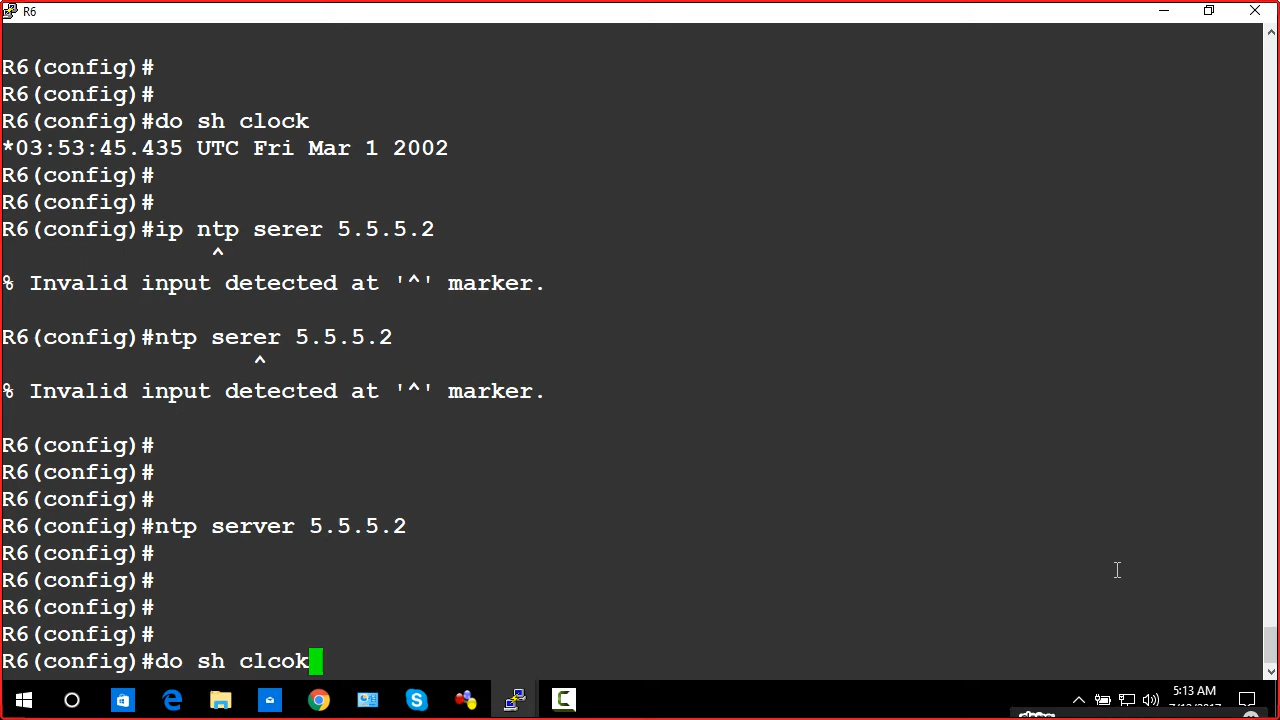 R6
R6(config)#
R6(config)#
R6(config)#do sh clock
*03:53:45.435 UTC Fri Mar 1 2002
R6(config)#
R6(config)#
R6(config)#ip ntp serer 5.5.5.2
^
% Invalid input detected at '^' marker.
R6(config)#ntp serer 5.5.5.2
^
% Invalid input detected at '^' marker.
R6(config)#
R6(config)#
R6(config)#
R6(config)#ntp server 5.5.5.2
R6(config)#
R6(config)#
R6(config)#
R6(config)#
R6(config)#do sh clcok
5:13 AM